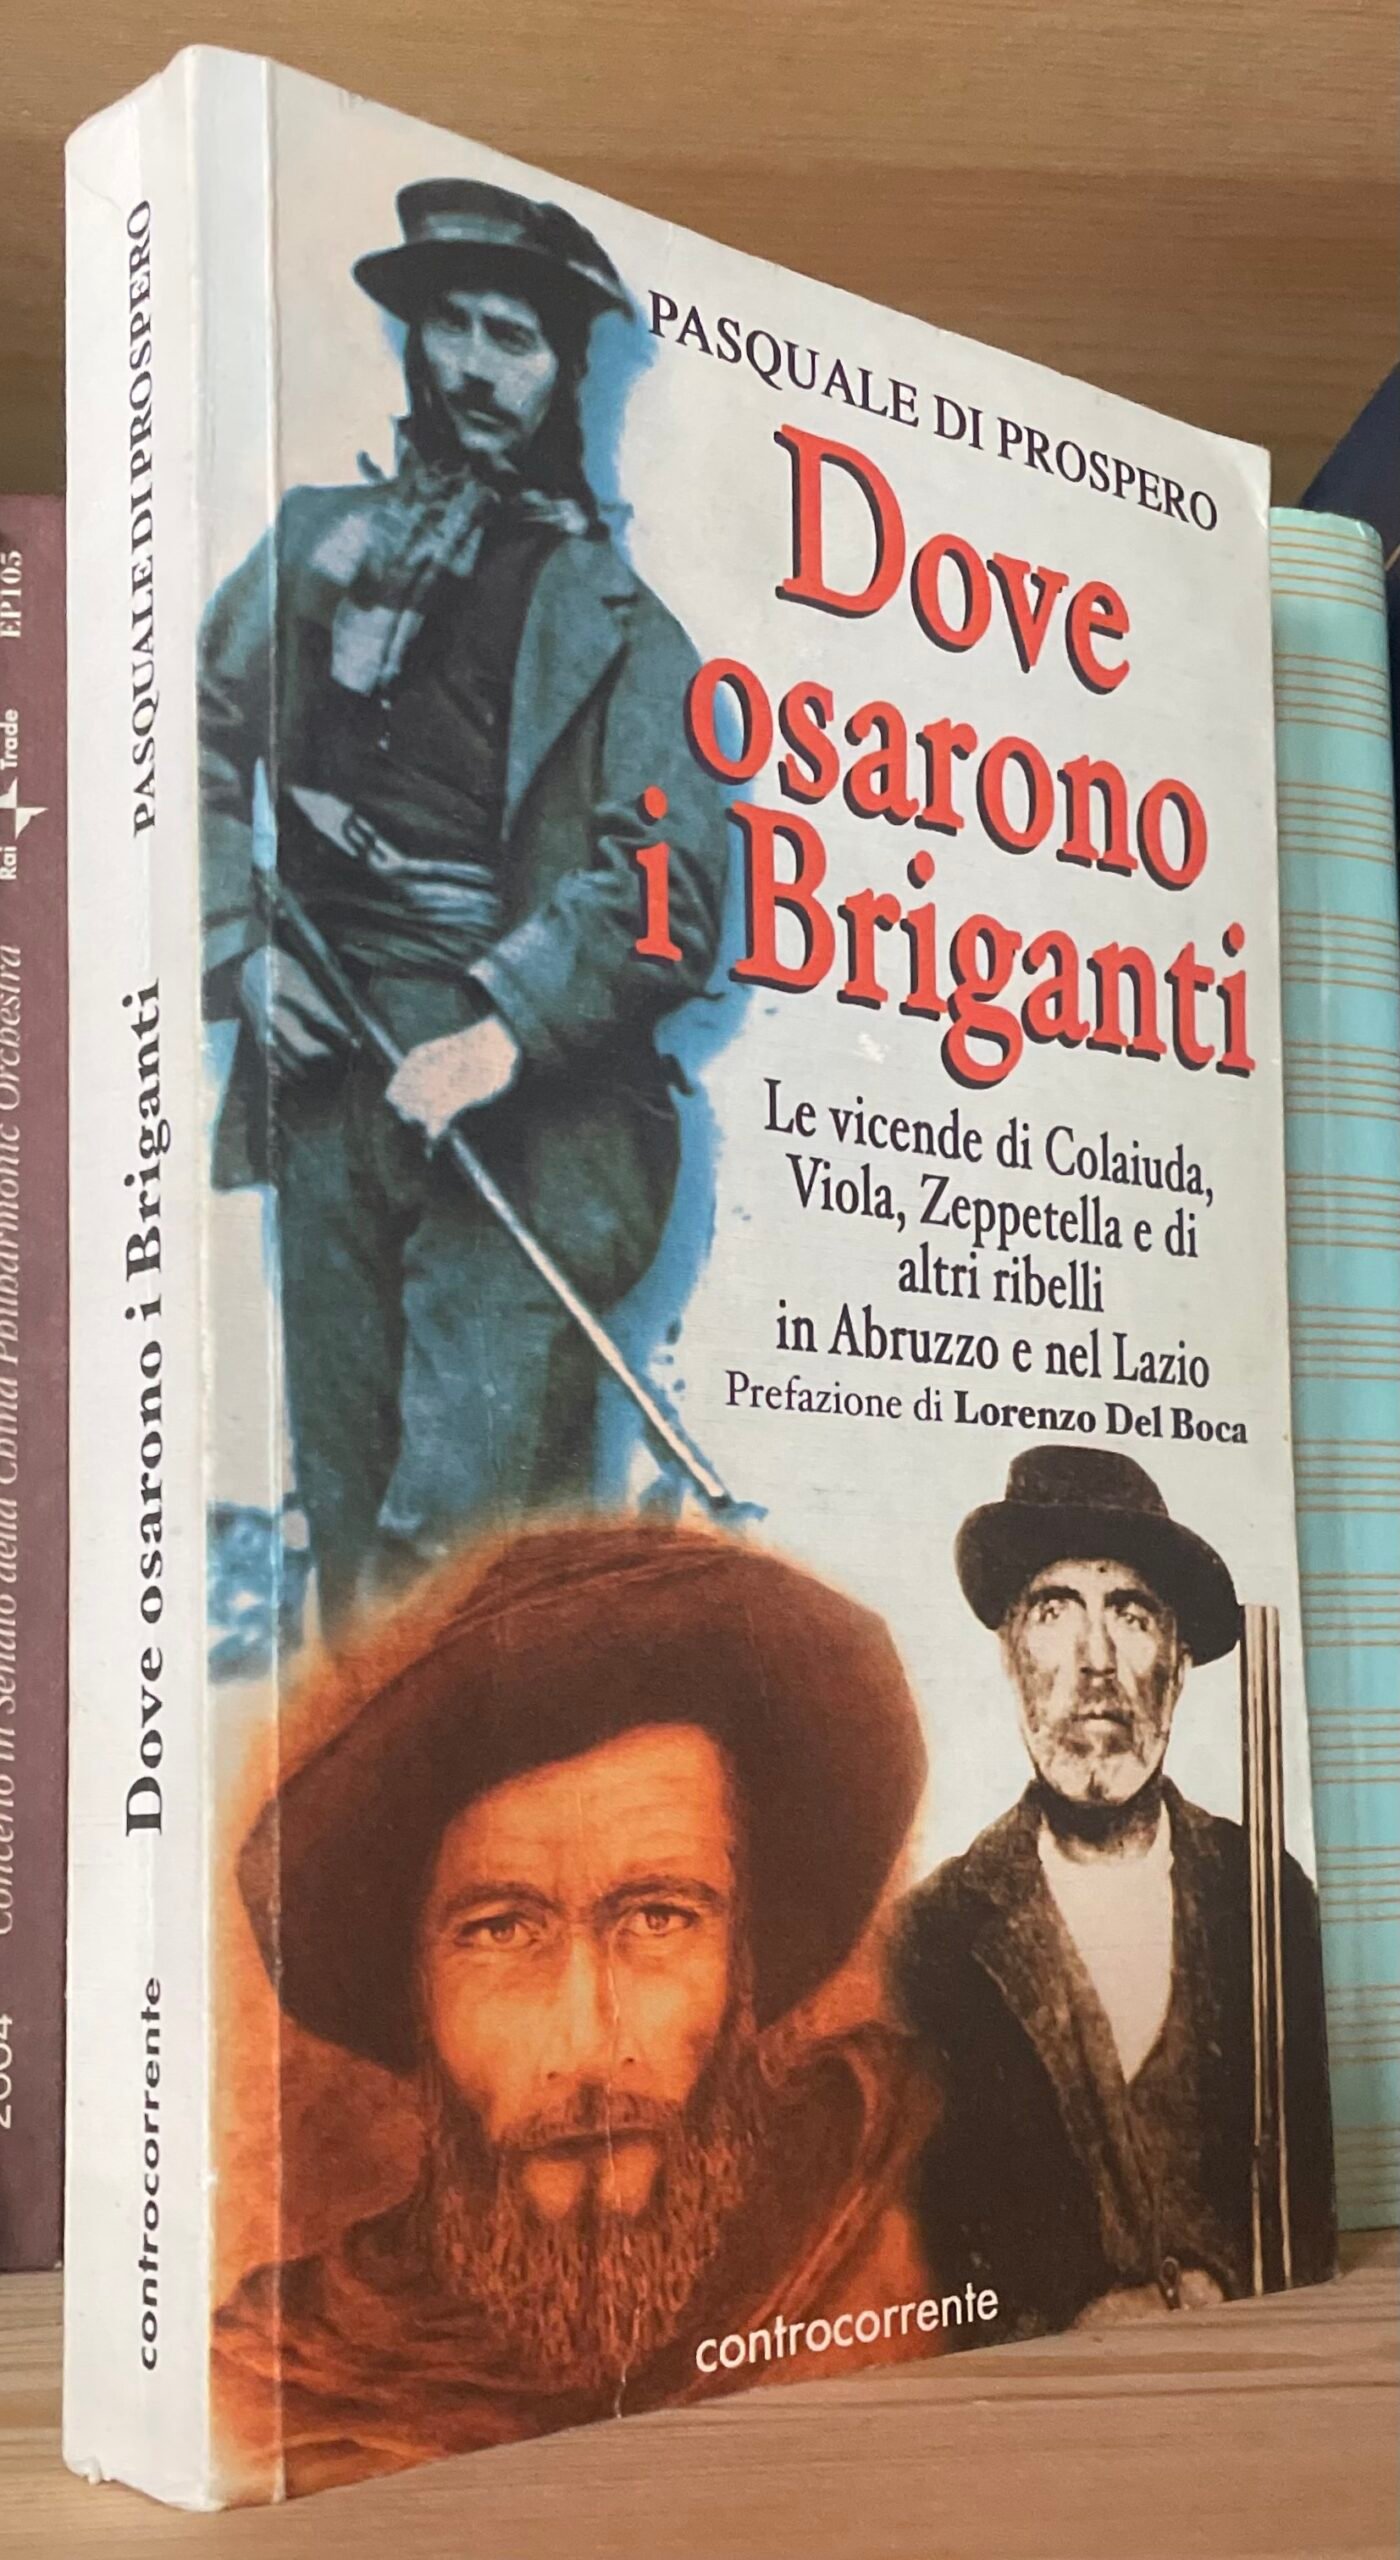 PASQUALE DI PROSPERO
Dove
osarono
i Briganti
Le vicende di Colaiuda,
Viola, Zeppetella e di
altri ribelli
in Abruzzo e nel Lazio
Prefazione di Lorenzo Del Boca
controcorrente
PASQUALE DI PROSPERO
Dove osarono i Briganti
controcorrente
2004
Concerto in Senato della China Philharmonic Orchestra
Rai Trade
EP105